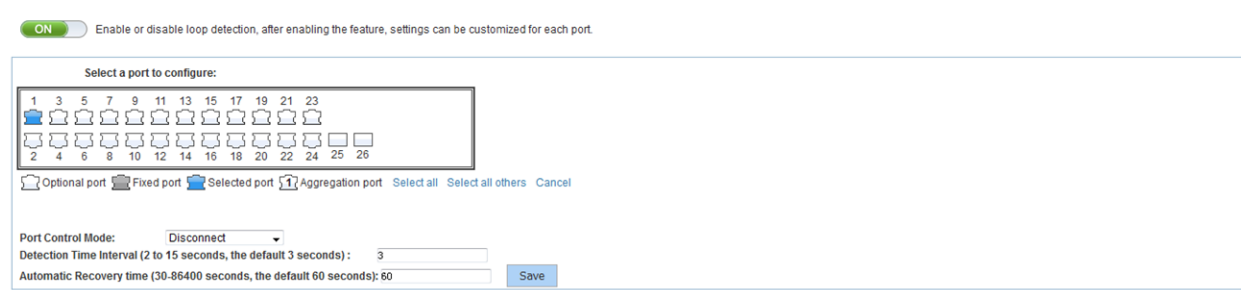 ON Enable or disable loop detection, after enabling the feature, settings can be customized for each port.
Select a port to configure:
1 3 5 7 9 11 13 15 17 19 21 23
2 4 6 8 10 12 14 16 18 20 22 24 25 26
Optional port Fixed port Selected port 1 Aggregation port Select all Select all others Cancel
Port Control Mode: Disconnect
Detection Time Interval (2 to 15 seconds, the default 3 seconds) : 3
Automatic Recovery time (30-86400 seconds, the default 60 seconds): 60 Save